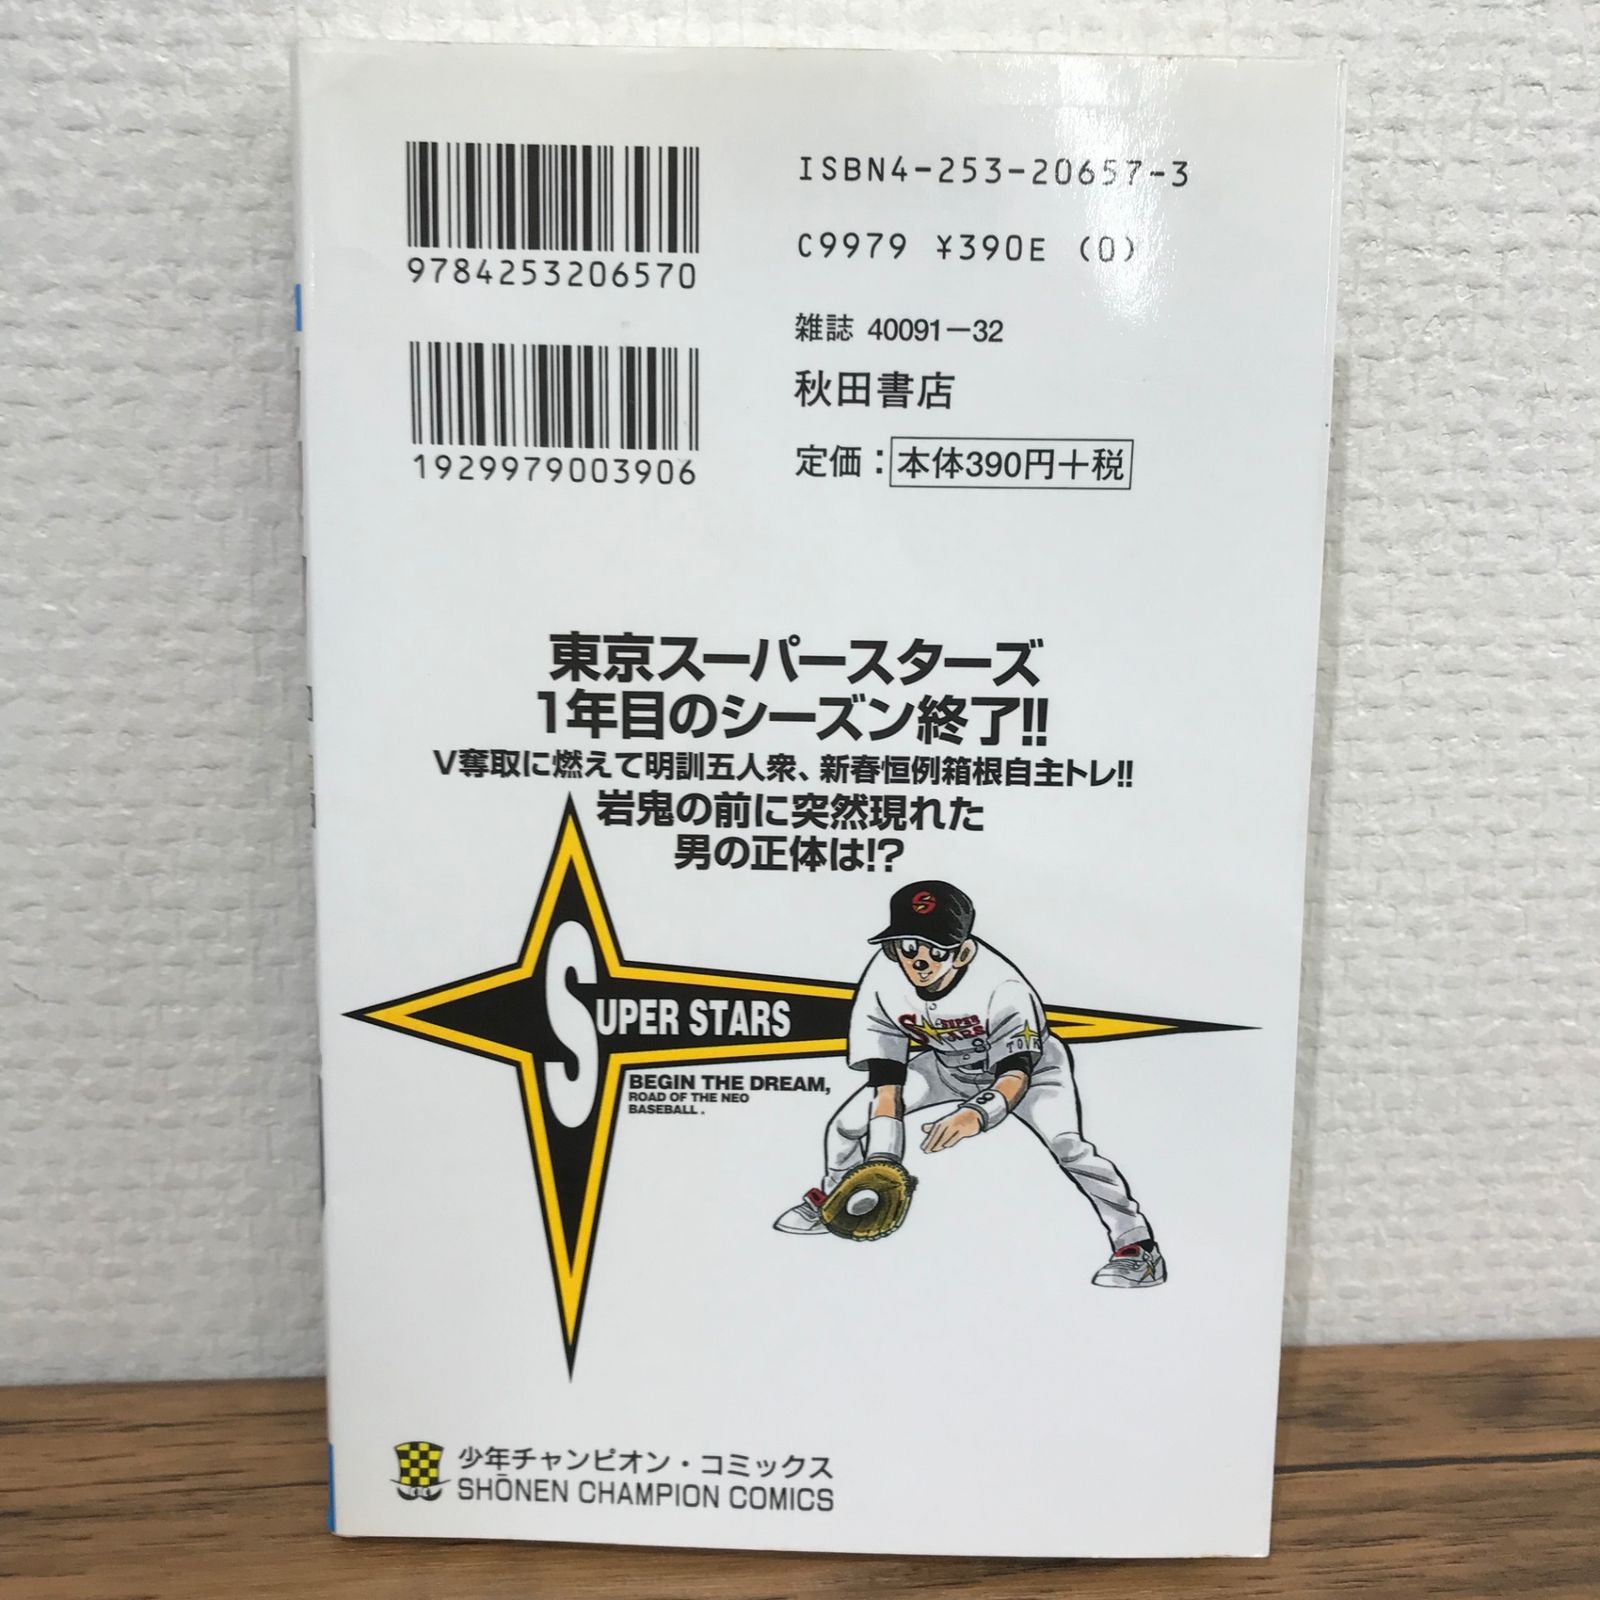 9784253206570
1929979003906
ISBN4-253-20657-3
C9979 ¥390E (0)
雑誌 40091-32
秋田書店
定価：本体390円＋税
東京スーパースターズ
1年目のシーズン終了!!
V奪取に燃えて明訓五人衆、新春恒例箱根自主トレ!!
岩鬼の前に突然現れた
男の正体は!?
S
SUPER STARS
SUPER
STARS
8
TOK
8
BEGIN THE DREAM,
ROAD OF THE NEO
BASEBALL.
少年チャンピオン・コミックス
SHŌNEN CHAMPION COMICS